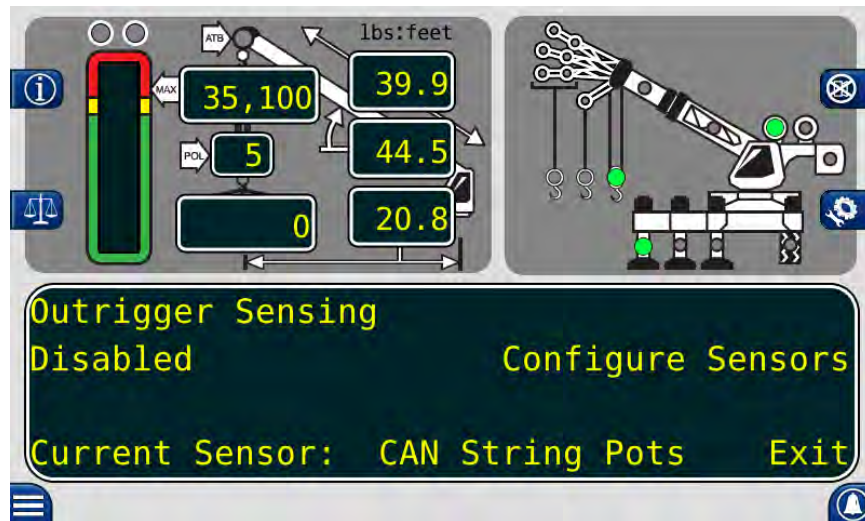 ATB
lbs:feet
MAX
35,100
39.9
POL
5
44.5
0
20.8
Outrigger Sensing
Disabled Configure Sensors
Current Sensor: CAN String Pots Exit